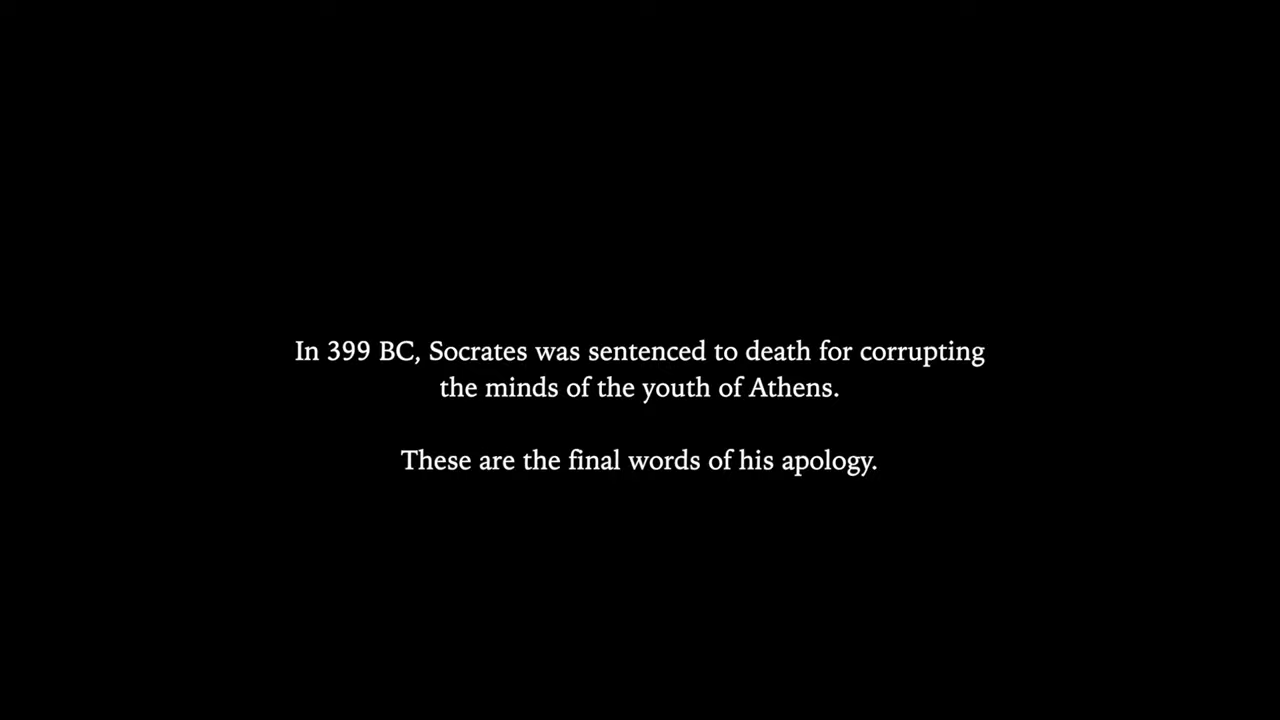 In 399 BC, Socrates was sentenced to death for corrupting
the minds of the youth of Athens.
These are the final words of his apology.